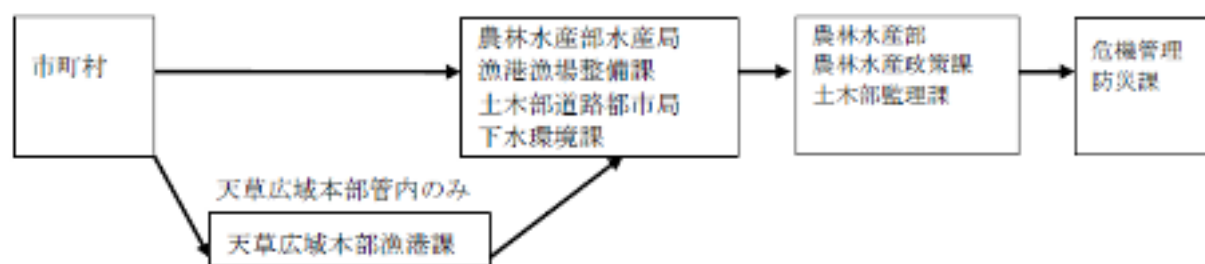 市町村
農林水産部水産局
漁港漁場整備課
土木部道路都市局
下水環境課
農林水産部
農林水産政策課
土木部監理課
危機管理
防災課
天草広域本部管内のみ
天草広域本部漁港課